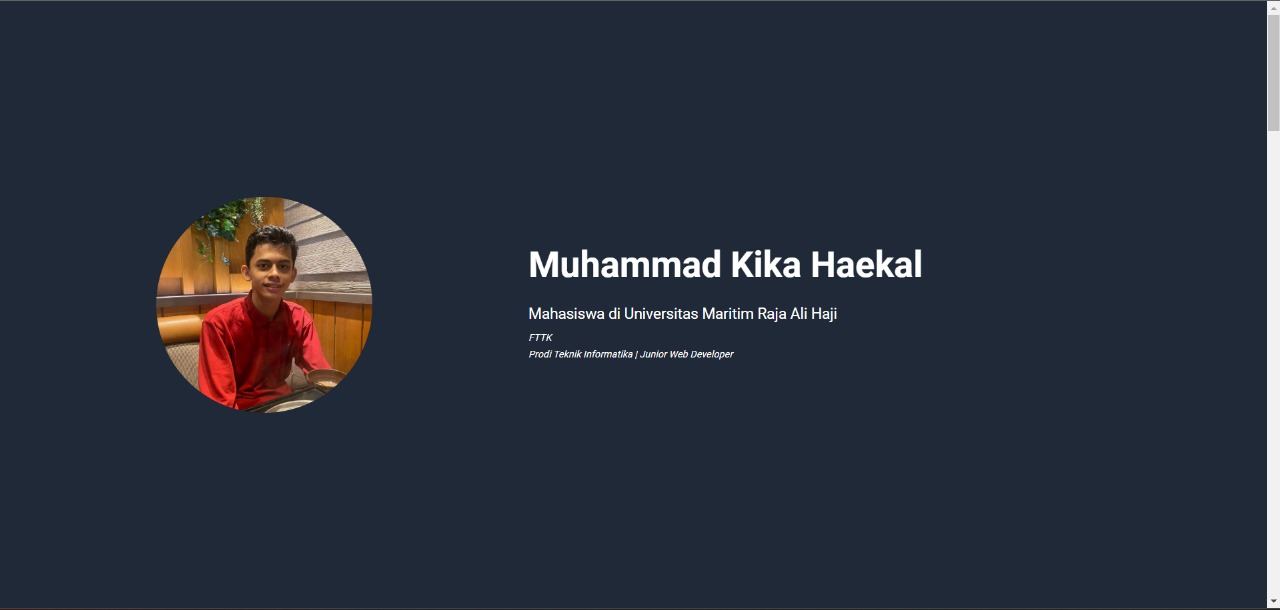 Muhammad Kika Haekal
Mahasiswa di Universitas Maritim Raja Ali Haji
FTTK
Prodi Teknik Informatika | Junior Web Developer